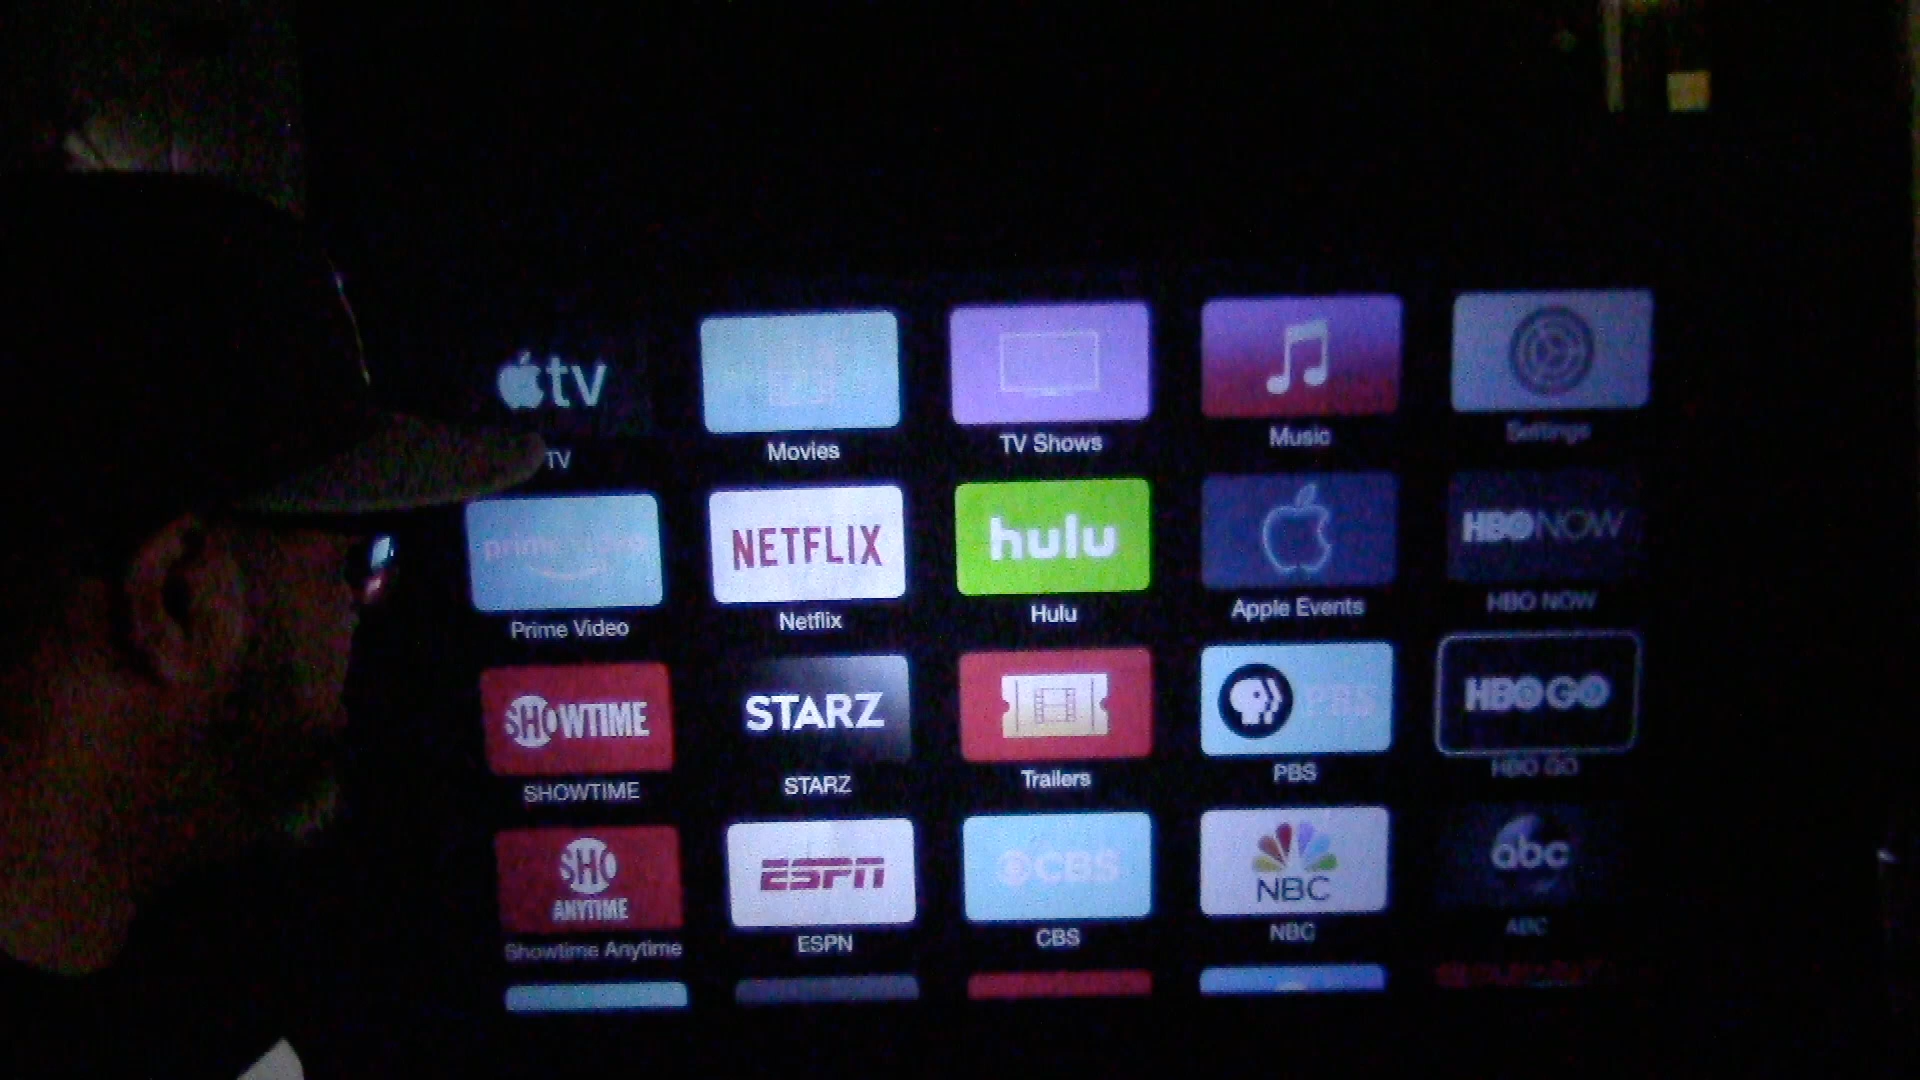 tv
Movies
TV Shows
Music
Settings
TV
prime video
NETFLIX
hulu
HBO NOW
Prime Video
Netflix
Hulu
Apple Events
HBO NOW
SHOWTIME
STARZ
PBS
HBO GO
SHOWTIME
STARZ
Trailers
PBS
HBO GO
SHO
ANYTIME
ESPN
CBS
NBC
abc
Showtime Anytime
ESPN
CBS
NBC
ABC